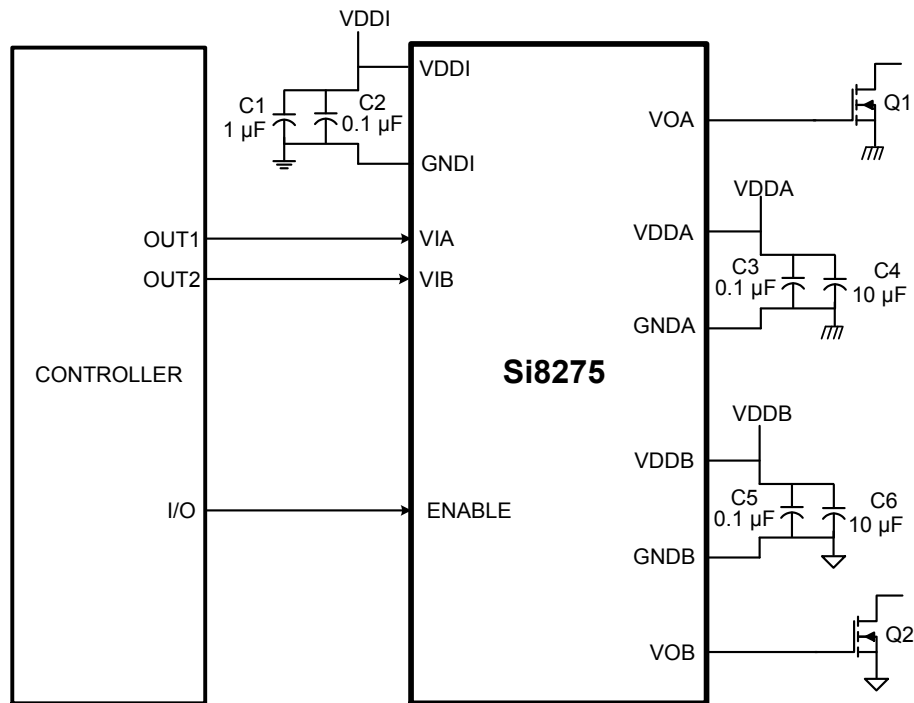 VDDI
VDDI
C1
1 µF
C2
0.1 µF
GNDI
VOA
Q1
VDDA
VDDA
C3
0.1 µF
C4
10 µF
GNDA
OUT1
VIA
OUT2
VIB
CONTROLLER
Si8275
VDDB
VDDB
C5
0.1 µF
C6
10 µF
I/O
ENABLE
GNDB
VOB
Q2